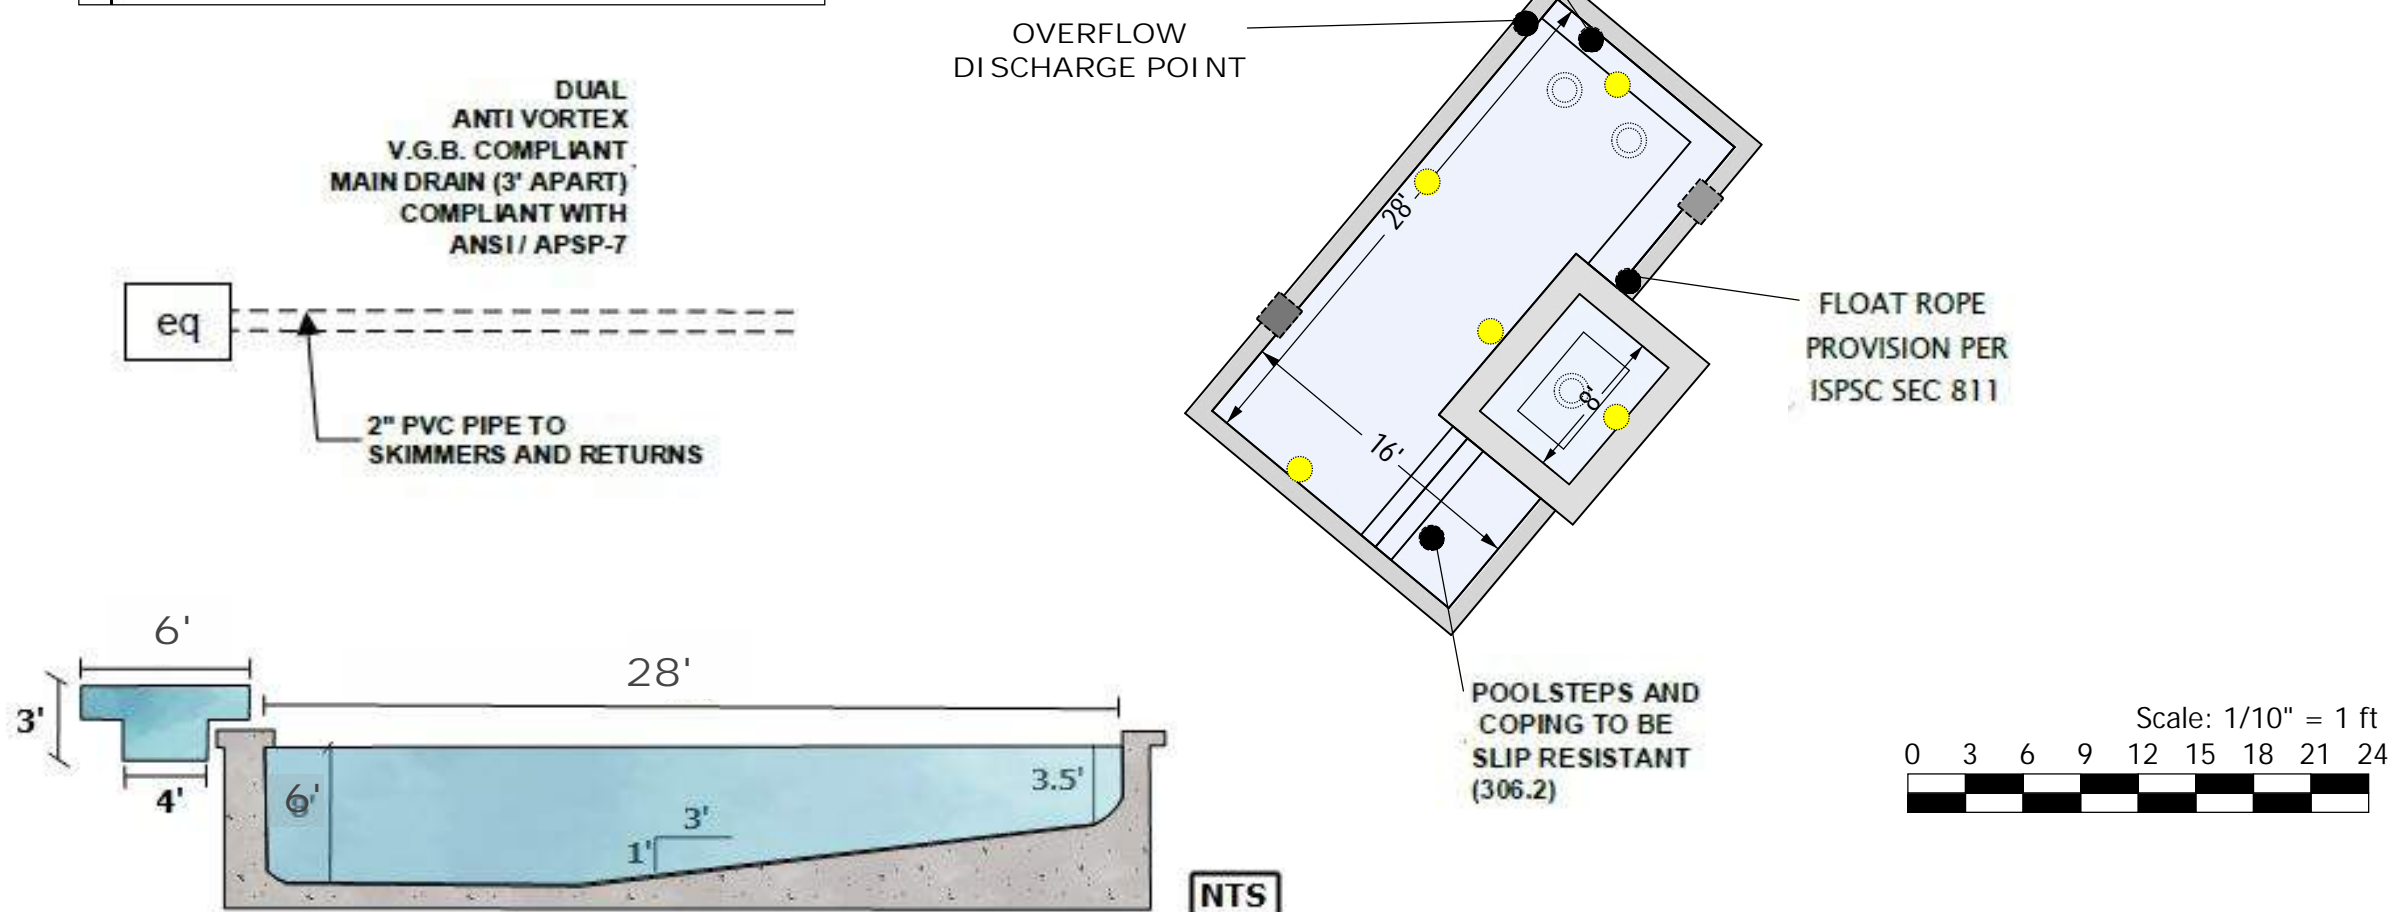 OVERFLOW
DISCHARGE POINT
DUAL
ANTI VORTEX
V.G.B. COMPLIANT
MAIN DRAIN (3' APART)
COMPLIANT WITH
ANSI / APSP-7
eq
2" PVC PIPE TO
SKIMMERS AND RETURNS
28'
16'
8'
FLOAT ROPE
PROVISION PER
ISPSC SEC 811
POOLSTEPS AND
COPING TO BE
SLIP RESISTANT
(306.2)
6'
3'
4'
28'
6'
3.5'
3'
1'
NTS
Scale: 1/10" = 1 ft
0 3 6 9 12 15 18 21 24